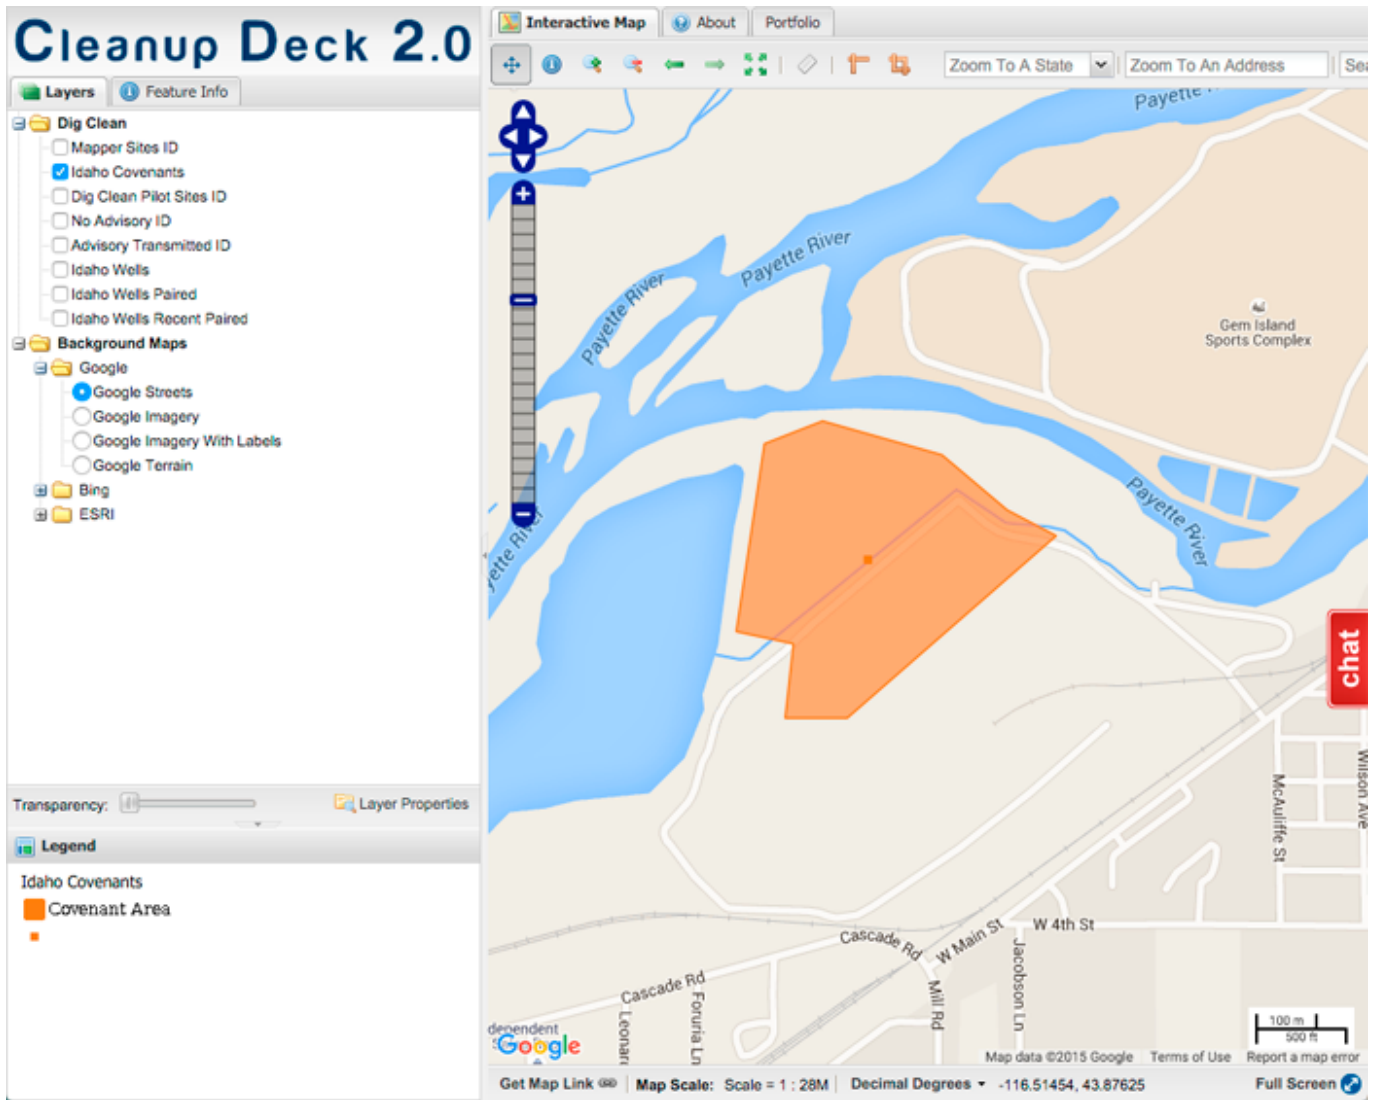 Cleanup Deck 2.0
Layers
Feature Info
Dig Clean
Mapper Sites ID
Idaho Covenants
Dig Clean Pilot Sites ID
No Advisory ID
Advisory Transmitted ID
Idaho Wells
Idaho Wells Paired
Idaho Wells Recent Paired
Background Maps
Google
Google Streets
Google Imagery
Google Imagery With Labels
Google Terrain
Bing
ESRI
Transparency:
Layer Properties
Legend
Idaho Covenants
Covenant Area
Interactive Map
About
Portfolio
Zoom To A State
Zoom To An Address
Sea
Payette R
Payette River
Payette River
Gem Island
Sports Complex
Payette River
ette Riv
chat
Wilson Ave
McAuliffe St
W 4th St
W Main St
Cascade Rd
Cascade Rd
Jacobson Ln
Mill Rd
Foruria Ln
Leonar
dependent
Google
100 m
500 ft
Map data ©2015 Google
Terms of Use
Report a map error
Get Map Link
Map Scale: Scale = 1 : 28M
Decimal Degrees
-116.51454, 43.87625
Full Screen